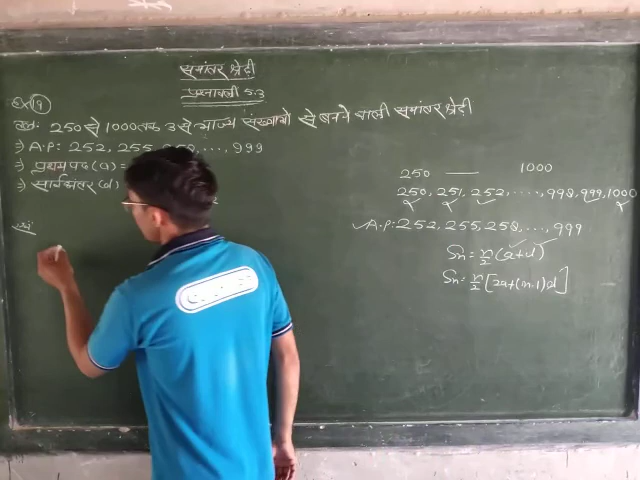 समांतर श्रेढ़ी
प्रश्नावली 5.3
250 से 1000 तक 3 से भाज्य संख्याओं से बनने वाली समांतर श्रेढ़ी
⇒ A.P: 252, 255, ..., 999
⇒ प्रथम पद (a) =
⇒ सार्वअंतर (d)
250 — 1000
250, 251, 252, ...., 998, 999, 1000
A.P: 252, 255, 258, ..., 999
Sn = n/2 (a+l)
Sn = n/2 [2a+(n-1)d]